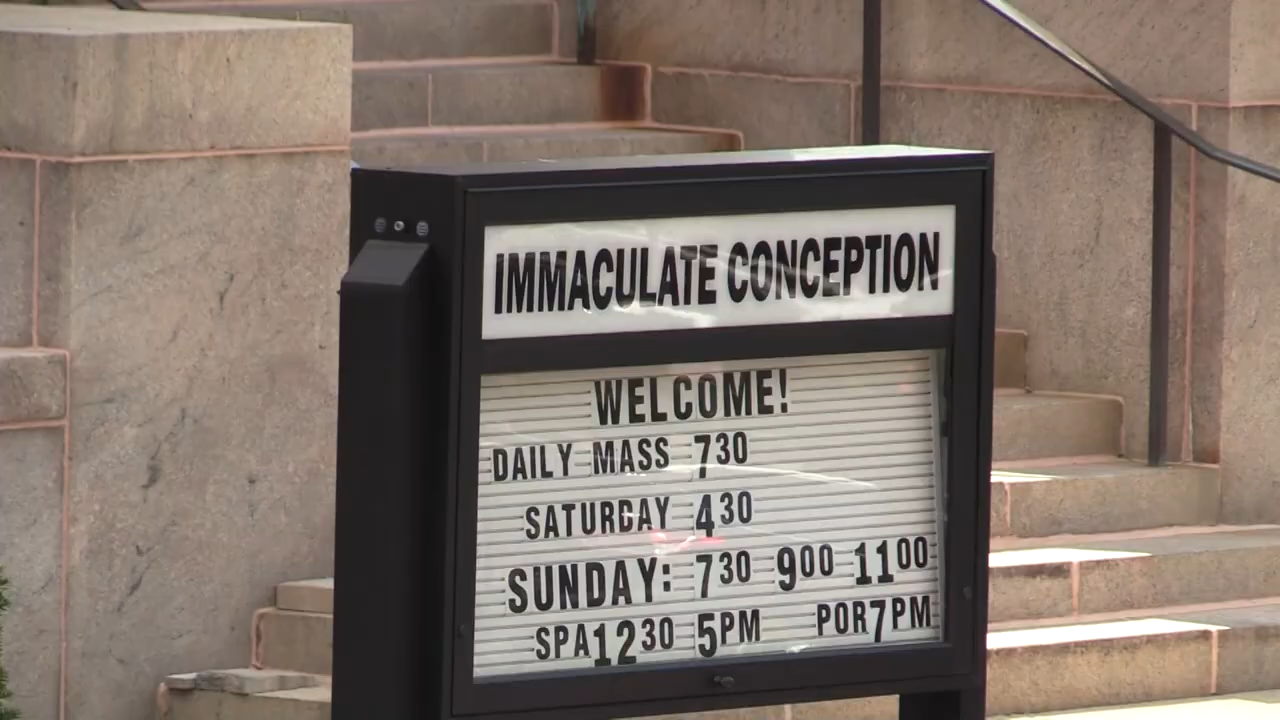 IMMACULATE CONCEPTION
WELCOME!
DAILY MASS 730
SATURDAY 430
SUNDAY: 730 900 1100
SPA1230 5PM POR7PM